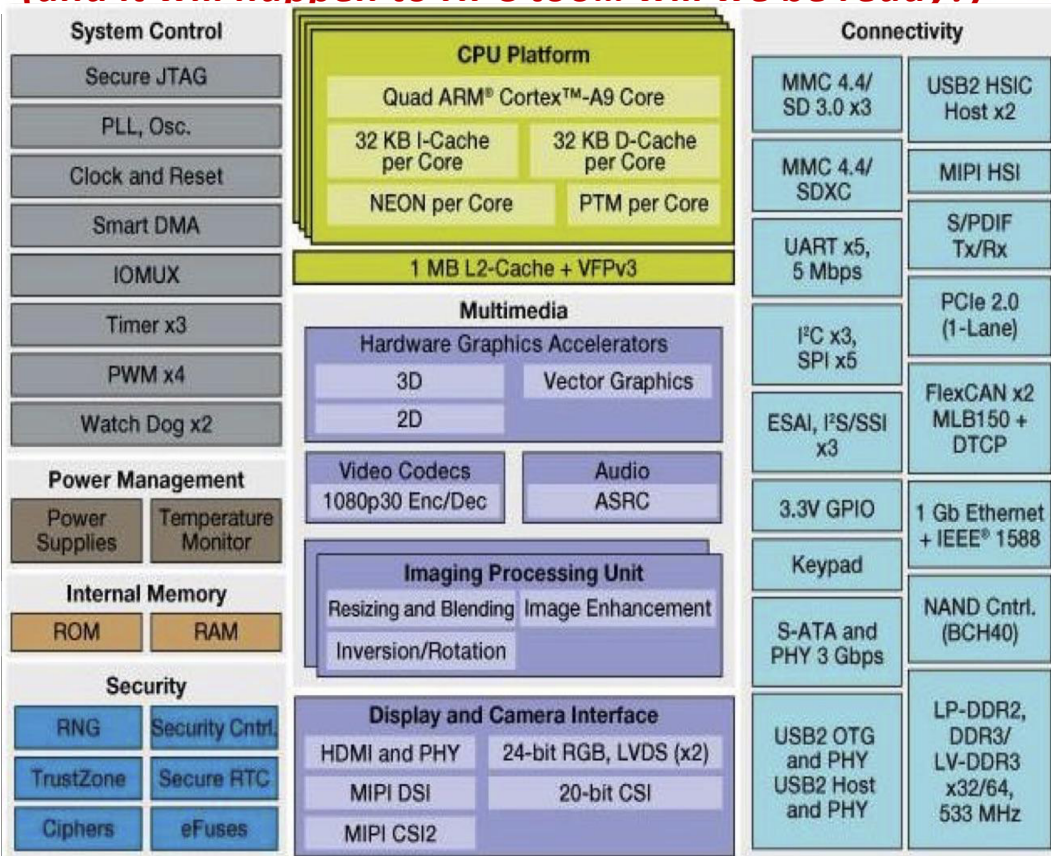 System Control
Secure JTAG
PLL, Osc.
Clock and Reset
Smart DMA
IOMUX
Timer x3
PWM x4
Watch Dog x2
Power Management
Power
Supplies
Temperature
Monitor
Internal Memory
ROM
RAM
Security
RNG
Security Cntrl.
TrustZone
Secure RTC
Ciphers
eFuses
CPU Platform
Quad ARM® Cortex™-A9 Core
32 KB I-Cache
per Core
32 KB D-Cache
per Core
NEON per Core
PTM per Core
1 MB L2-Cache + VFPv3
Multimedia
Hardware Graphics Accelerators
3D
Vector Graphics
2D
Video Codecs
1080p30 Enc/Dec
Audio
ASRC
Imaging Processing Unit
Resizing and Blending
Image Enhancement
Inversion/Rotation
Display and Camera Interface
HDMI and PHY
24-bit RGB, LVDS (x2)
MIPI DSI
20-bit CSI
MIPI CSI2
Connectivity
MMC 4.4/
SD 3.0 x3
MMC 4.4/
SDXC
UART x5,
5 Mbps
I²C x3,
SPI x5
ESAI, I²S/SSI
x3
3.3V GPIO
Keypad
S-ATA and
PHY 3 Gbps
USB2 OTG
and PHY
USB2 Host
and PHY
USB2 HSIC
Host x2
MIPI HSI
S/PDIF
Tx/Rx
PCIe 2.0
(1-Lane)
FlexCAN x2
MLB150 +
DTCP
1 Gb Ethernet
+ IEEE® 1588
NAND Cntrl.
(BCH40)
LP-DDR2,
DDR3/
LV-DDR3
x32/64,
533 MHz